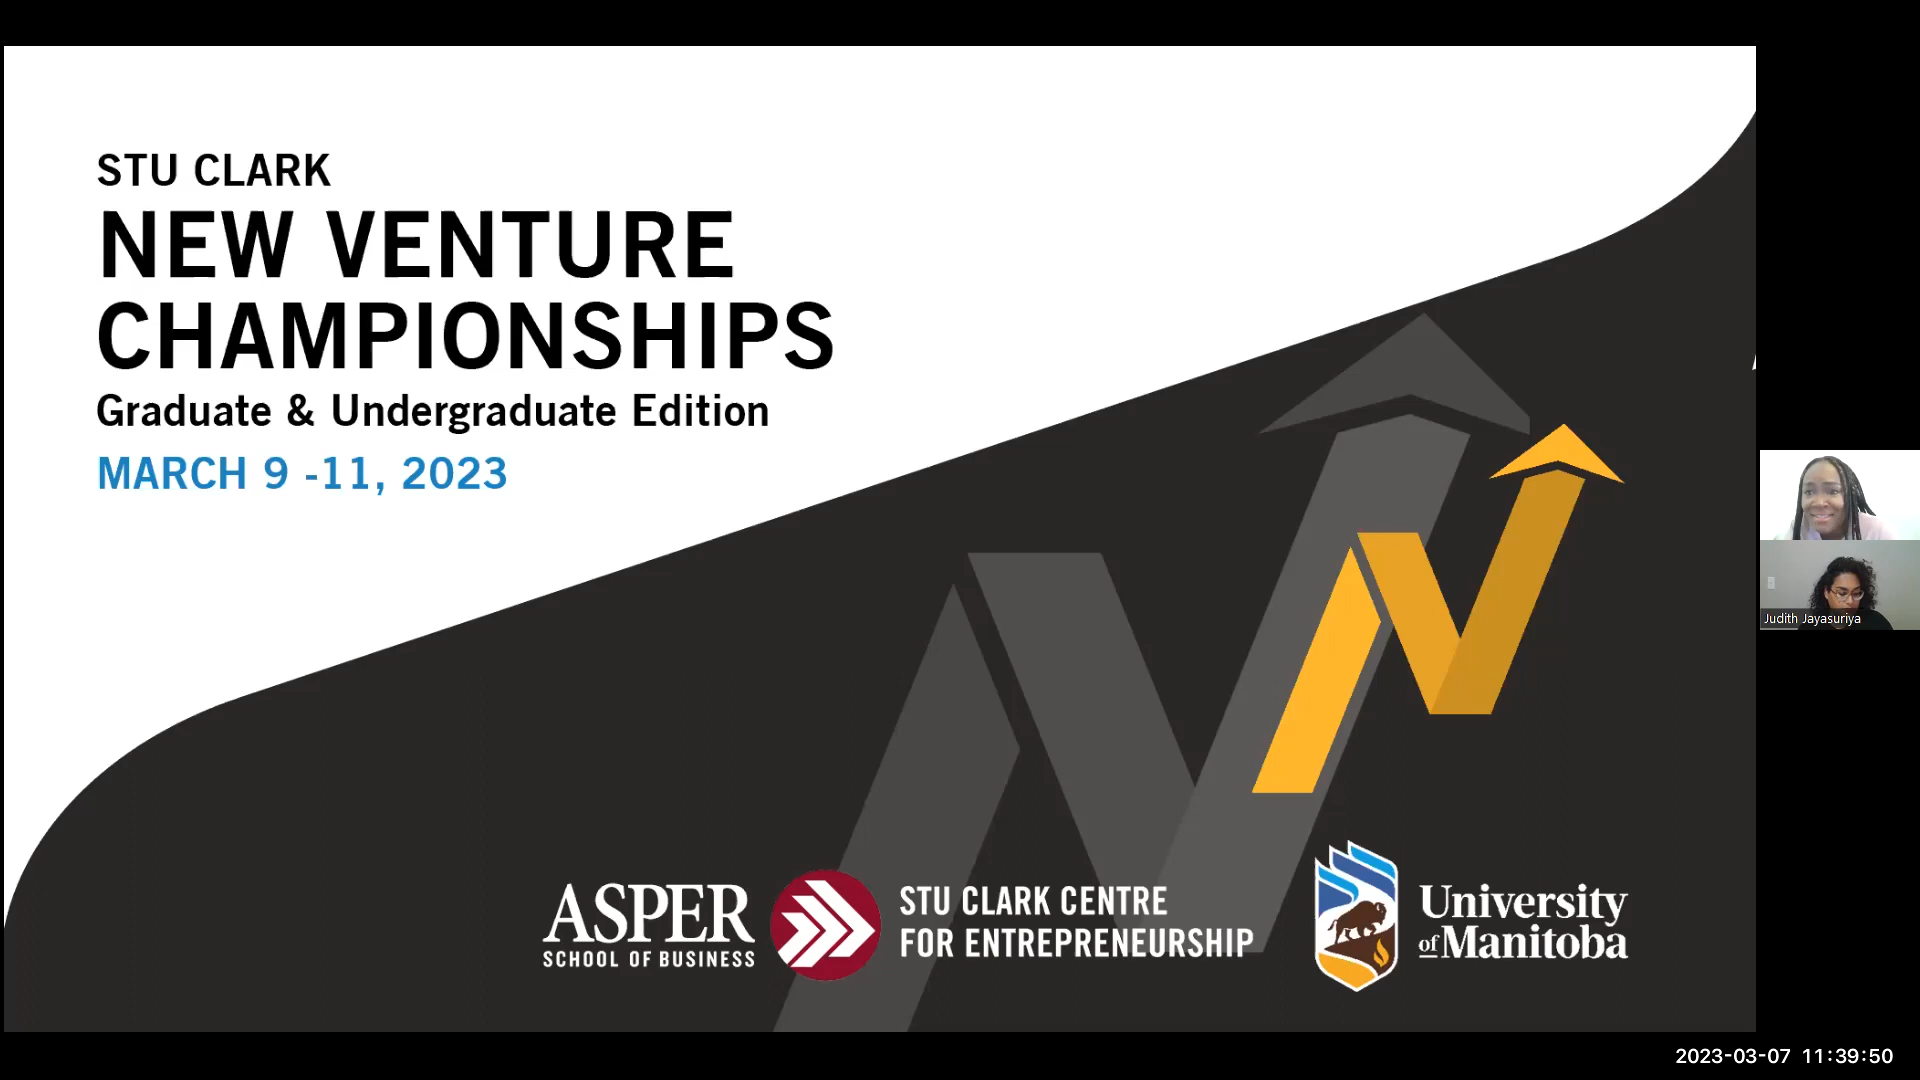 STU CLARK
NEW VENTURE
CHAMPIONSHIPS
Graduate & Undergraduate Edition
MARCH 9 -11, 2023
Judith Jayasuriya
ASPER
SCHOOL OF BUSINESS
STU CLARK CENTRE
FOR ENTREPRENEURSHIP
University
of Manitoba
2023-03-07 11:39:50